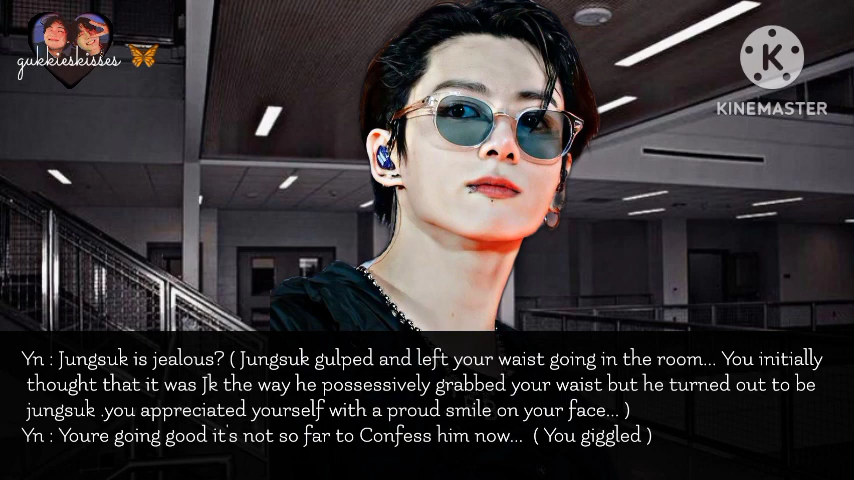 gukkieskisses
K
KINEMASTER
Yn : Jungsuk is jealous? ( Jungsuk gulped and left your waist going in the room... You initially
thought that it was Jk the way he possessively grabbed your waist but he turned out to be
jungsuk .you appreciated yourself with a proud smile on your face... )
Yn : Youre going good it's not so far to Confess him now... ( You giggled )